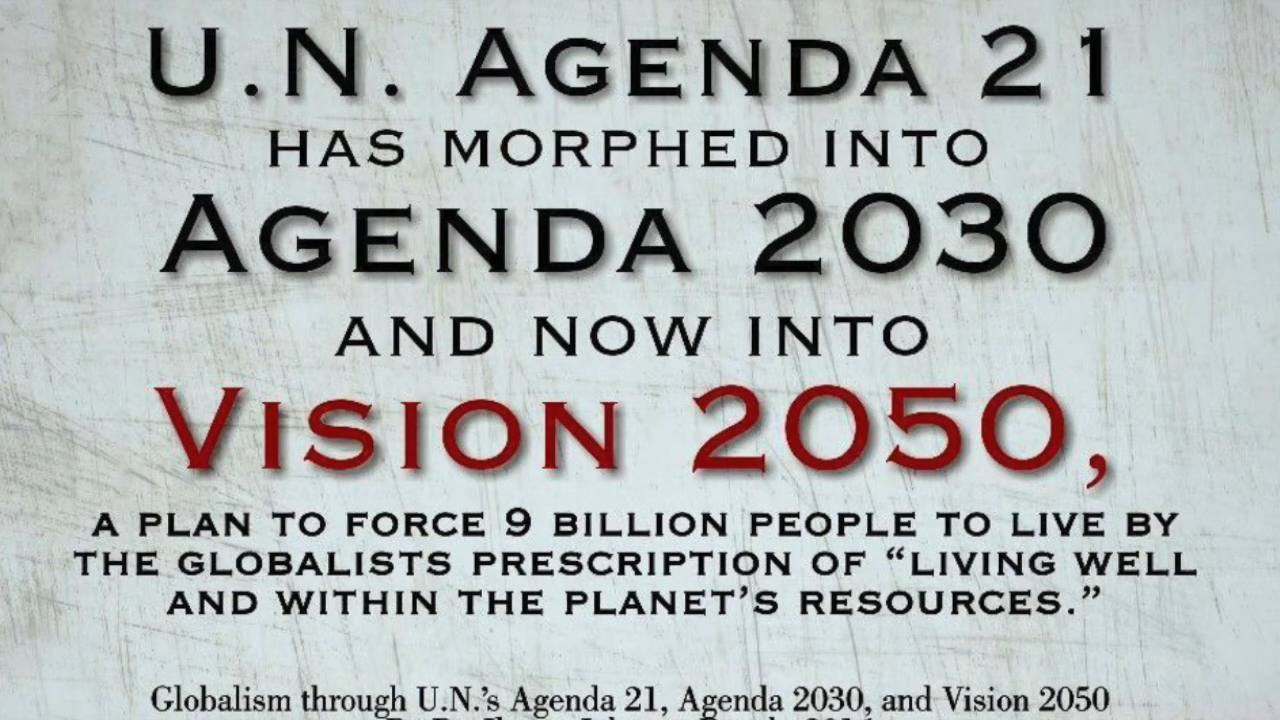 U.N. AGENDA 21
HAS MORPHED INTO
AGENDA 2030
AND NOW INTO
VISION 2050,
A PLAN TO FORCE 9 BILLION PEOPLE TO LIVE BY
THE GLOBALISTS PRESCRIPTION OF “LIVING WELL
AND WITHIN THE PLANET’S RESOURCES.”
Globalism through U.N.’s Agenda 21, Agenda 2030, and Vision 2050